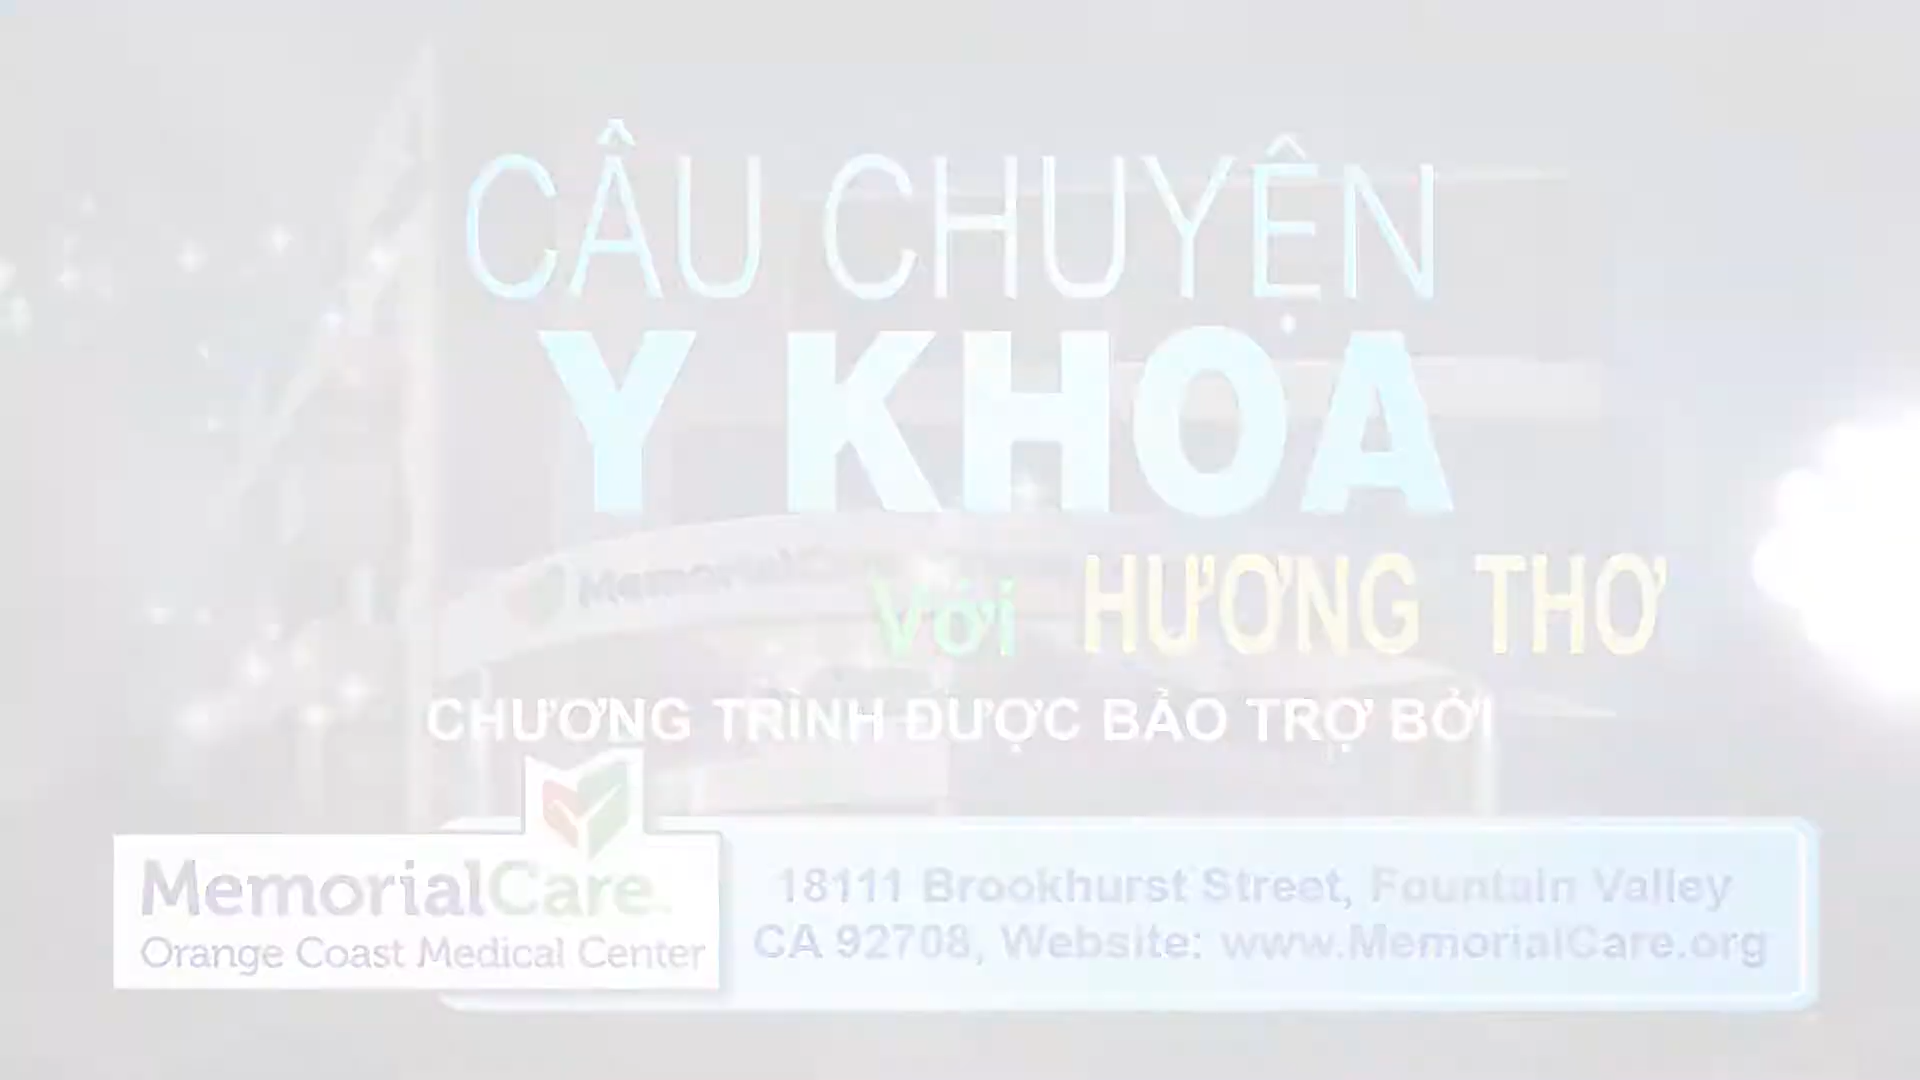 CÂU CHUYỆN
Y KHOA
Với HƯƠNG THƠ
CHƯƠNG TRÌNH ĐƯỢC BẢO TRỢ BỞI
MemorialCare
Orange Coast Medical Center
18111 Brookhurst Street, Fountain Valley
CA 92708, Website: www.MemorialCare.org